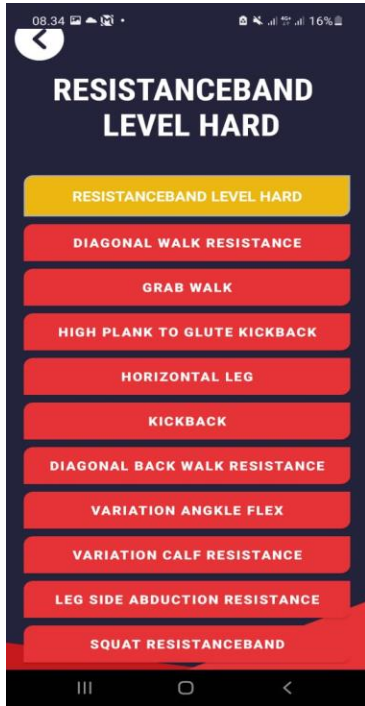 08.34 16%
RESISTANCEBAND
LEVEL HARD
RESISTANCEBAND LEVEL HARD
DIAGONAL WALK RESISTANCE
GRAB WALK
HIGH PLANK TO GLUTE KICKBACK
HORIZONTAL LEG
KICKBACK
DIAGONAL BACK WALK RESISTANCE
VARIATION ANGKLE FLEX
VARIATION CALF RESISTANCE
LEG SIDE ABDUCTION RESISTANCE
SQUAT RESISTANCEBAND